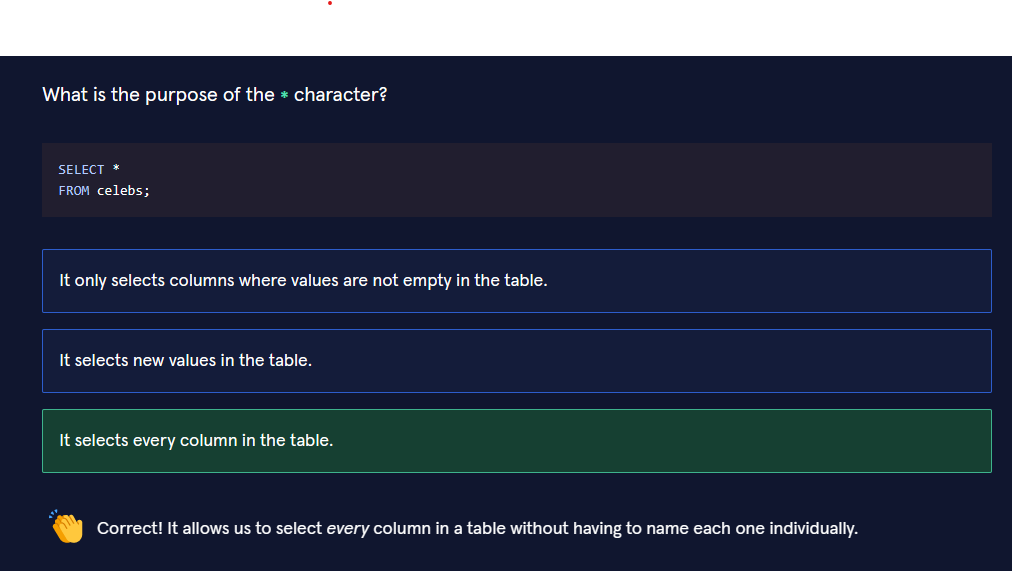 What is the purpose of the * character?
SELECT *
FROM celebs;
It only selects columns where values are not empty in the table.
It selects new values in the table.
It selects every column in the table.
Correct! It allows us to select every column in a table without having to name each one individually.